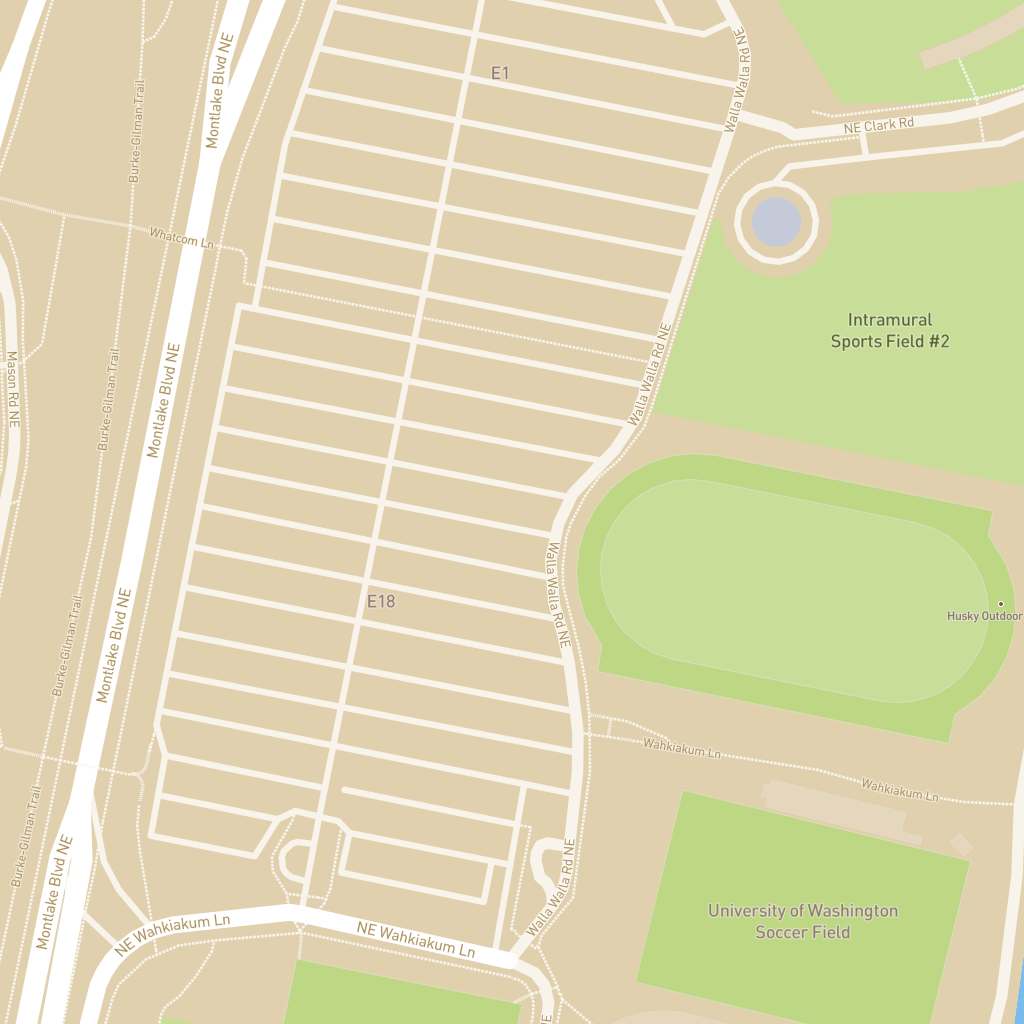 Montlake Blvd NE
Walla Walla Rd NE
E1
Burke-Gilman Trail
NE Clark Rd
Whatcom Ln
Intramural
Sports Field #2
Mason Rd NE
Burke-Gilman Trail
Montlake Blvd NE
Walla Walla Rd NE
E18
Walla Walla Rd NE
Husky Outdoor
Burke-Gilman Trail
Montlake Blvd NE
Wahkiakum Ln
Wahkiakum Ln
Burke-Gilman Trail
Montlake Blvd NE
Walla Walla Rd NE
NE Wahkiakum Ln
NE Wahkiakum Ln
University of Washington
Soccer Field
NE